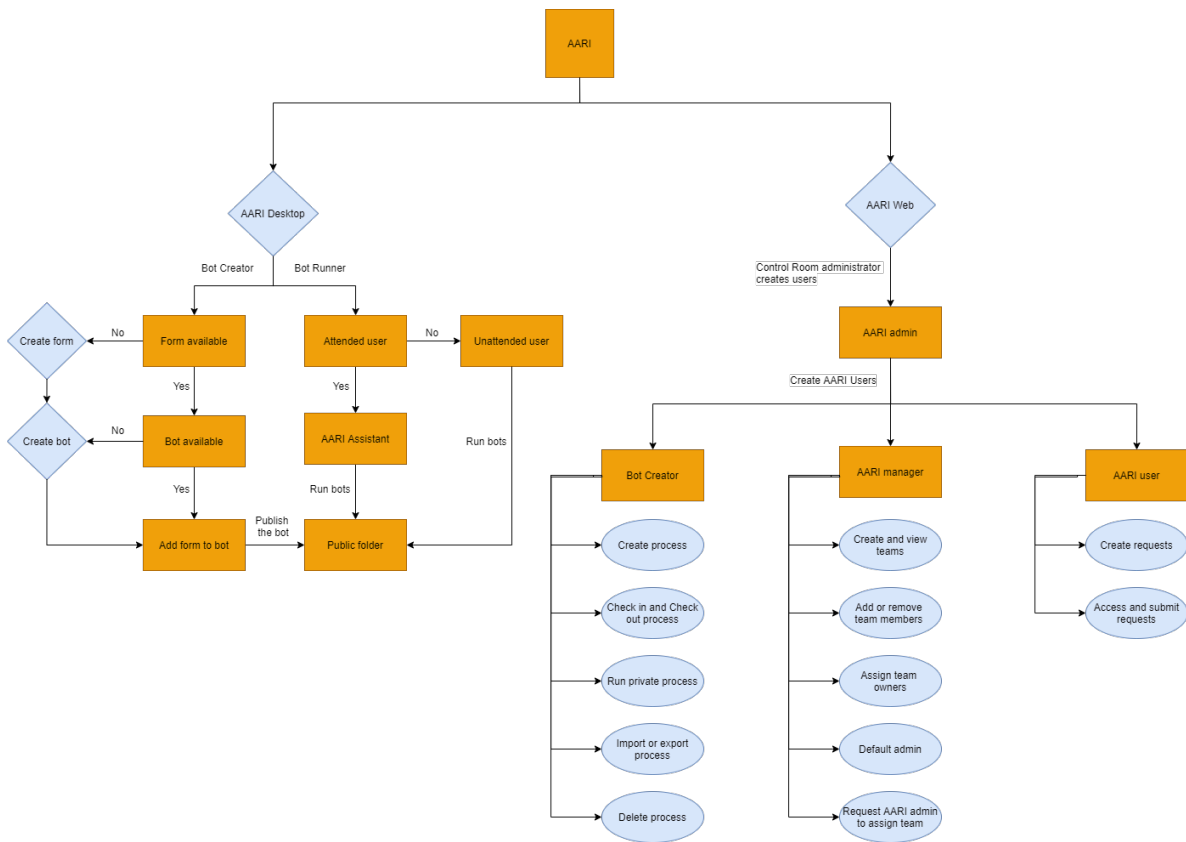 AARI
AARI Desktop
AARI Web
Bot Creator
Bot Runner
Control Room administrator
creates users
Create form
No
Form available
Attended user
No
Unattended user
AARI admin
Yes
Yes
Create AARI Users
Create bot
No
Bot available
AARI Assistant
Run bots
Bot Creator
AARI manager
AARI user
Yes
Run bots
Add form to bot
Publish
the bot
Public folder
Create process
Create and view
teams
Create requests
Check in and Check
out process
Add or remove
team members
Access and submit
requests
Run private process
Assign team
owners
Import or export
process
Default admin
Delete process
Request AARI admin
to assign team